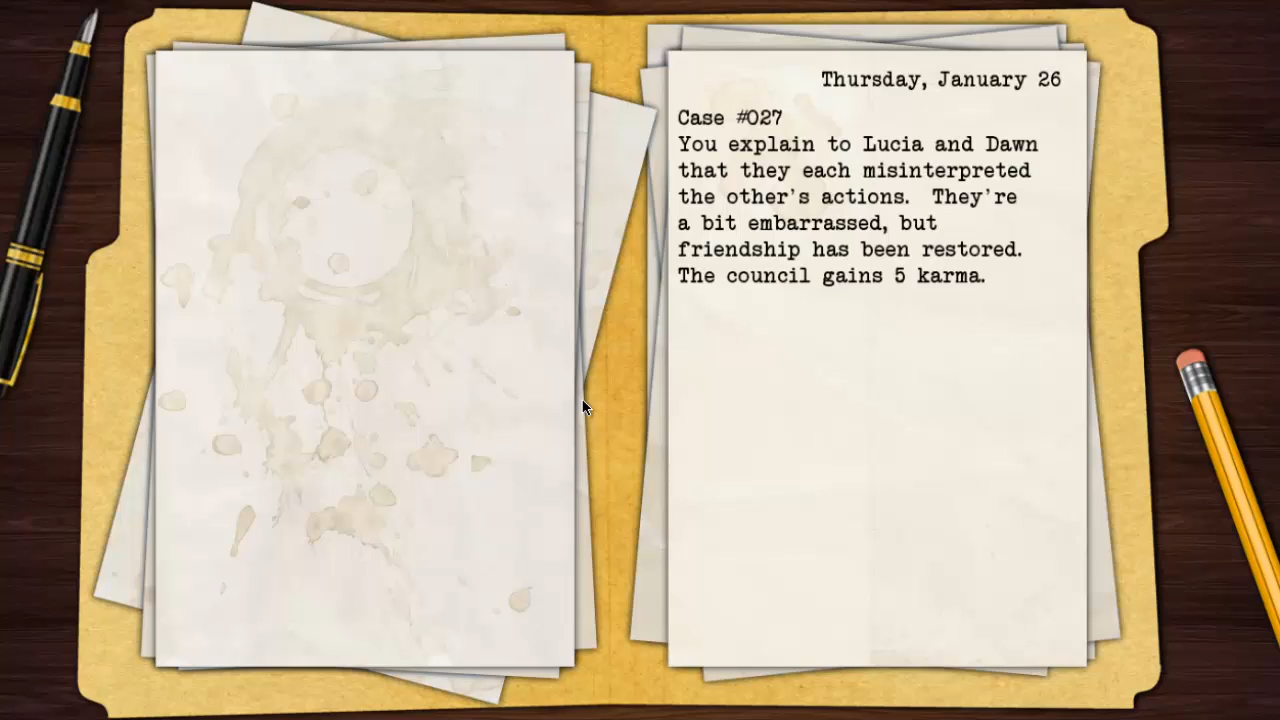 Thursday, January 26
Case #027
You explain to Lucia and Dawn
that they each misinterpreted
the other's actions.  They're
a bit embarrassed, but
friendship has been restored.
The council gains 5 karma.